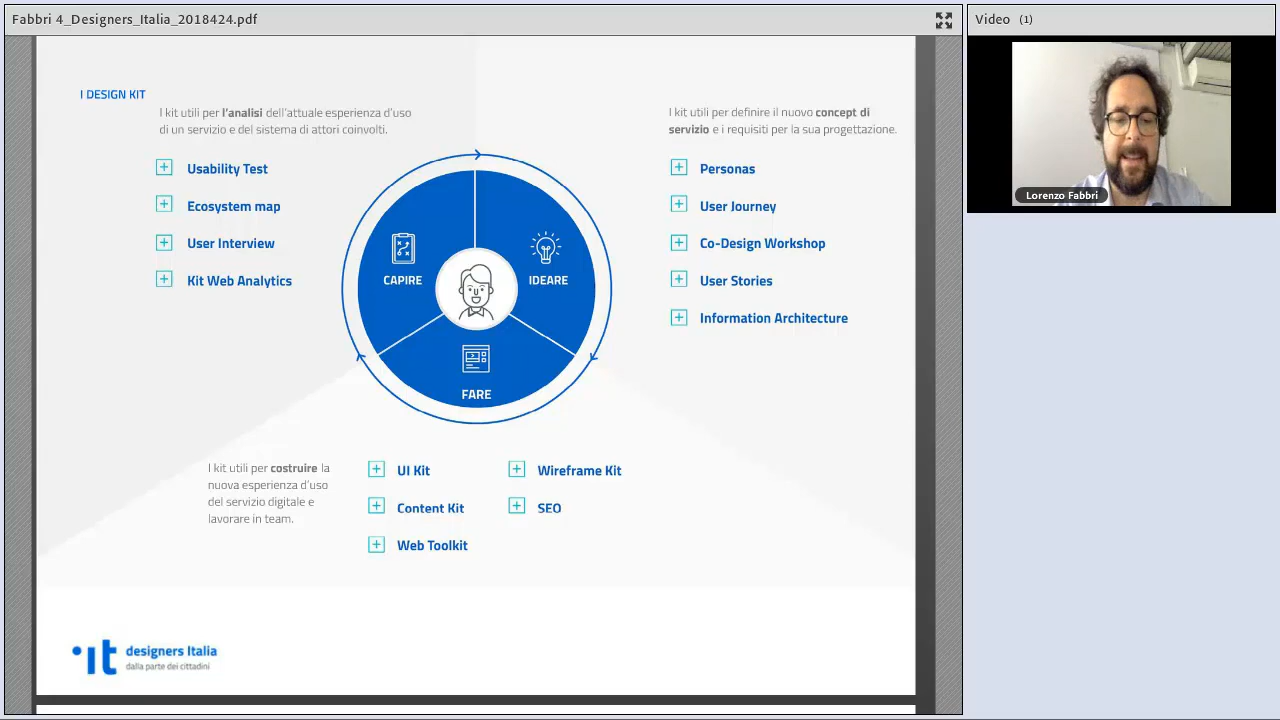 Fabbri 4_Designers_Italia_2018424.pdf
Video (1)
Lorenzo Fabbri
I DESIGN KIT
I kit utili per l'analisi dell'attuale esperienza d'uso
di un servizio e del sistema di attori coinvolti.
Usability Test
Ecosystem map
User Interview
Kit Web Analytics
I kit utili per definire il nuovo concept di
servizio e i requisiti per la sua progettazione.
Personas
User Journey
Co-Design Workshop
User Stories
Information Architecture
CAPIRE
IDEARE
FARE
I kit utili per costruire la
nuova esperienza d'uso
del servizio digitale e
lavorare in team.
UI Kit
Content Kit
Web Toolkit
Wireframe Kit
SEO
it designers Italia
dalla parte dei cittadini